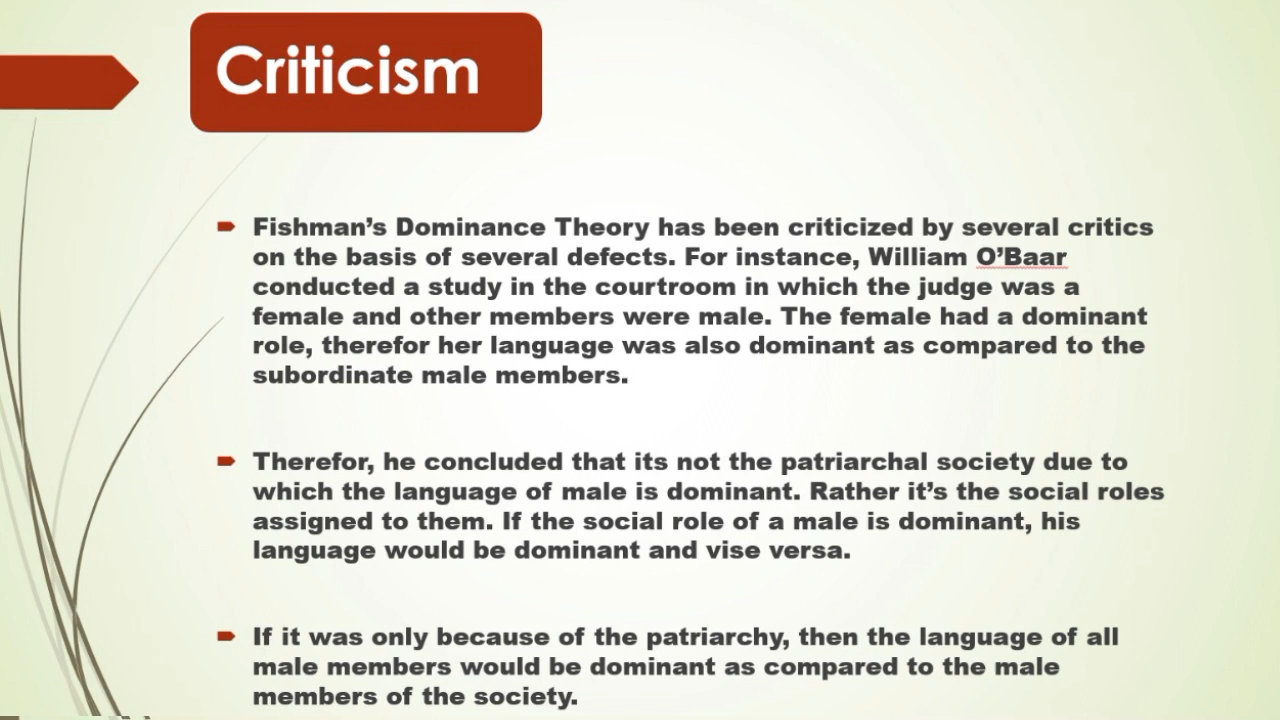 Criticism
Fishman’s Dominance Theory has been criticized by several critics
on the basis of several defects. For instance, William O’Baar
conducted a study in the courtroom in which the judge was a
female and other members were male. The female had a dominant
role, therefor her language was also dominant as compared to the
subordinate male members.
Therefor, he concluded that its not the patriarchal society due to
which the language of male is dominant. Rather it’s the social roles
assigned to them. If the social role of a male is dominant, his
language would be dominant and vise versa.
If it was only because of the patriarchy, then the language of all
male members would be dominant as compared to the male
members of the society.